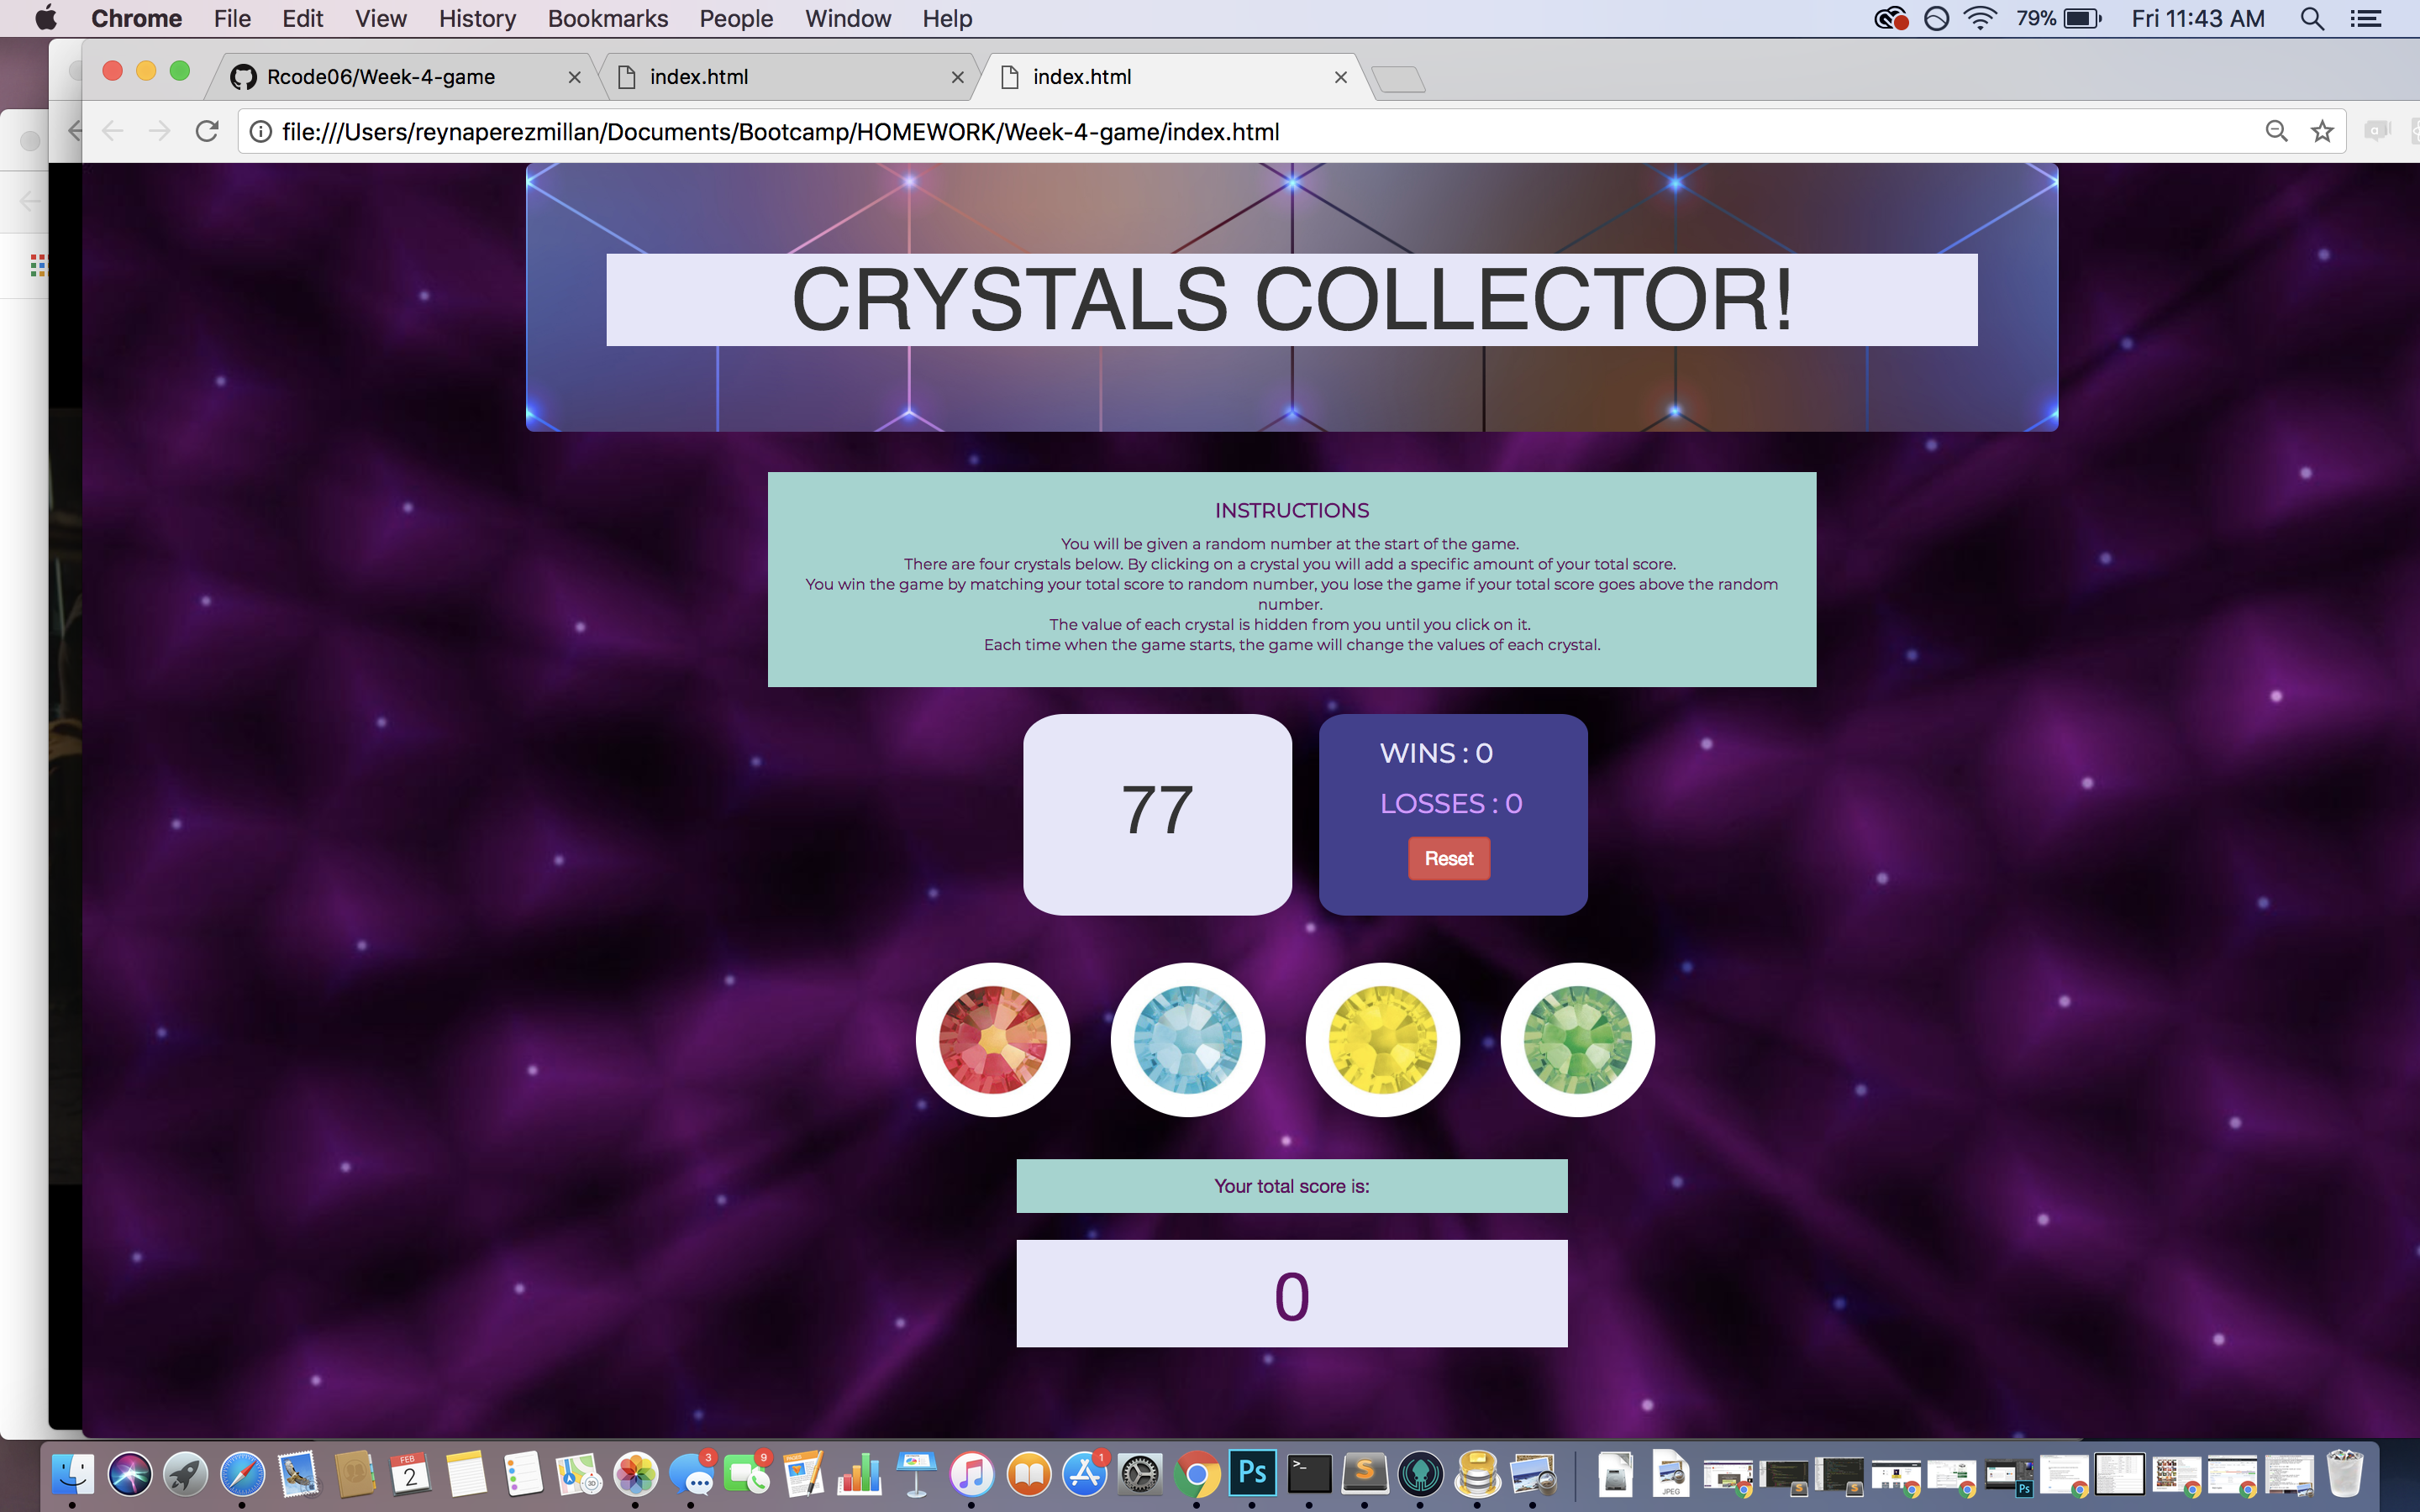 Chrome File Edit View History Bookmarks People Window Help 79% Fri 11:43 AM
Rcode06/Week-4-game index.html index.html
file:///Users/reynaperezmillan/Documents/Bootcamp/HOMEWORK/Week-4-game/index.html
CRYSTALS COLLECTOR!
INSTRUCTIONS
You will be given a random number at the start of the game.
There are four crystals below. By clicking on a crystal you will add a specific amount of your total score.
You win the game by matching your total score to random number, you lose the game if your total score goes above the random
number.
The value of each crystal is hidden from you until you click on it.
Each time when the game starts, the game will change the values of each crystal.
77
WINS : 0
LOSSES : 0
Reset
Your total score is:
0
FEB
2
3
9
1
Ps
S
JPEG